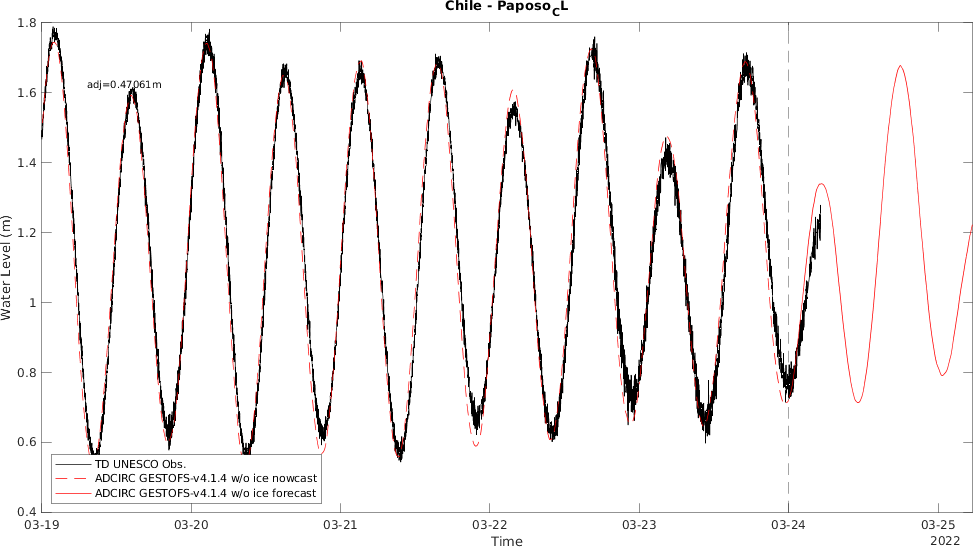 Chile - PaposoCL
1.8
adj=0.47061m
1.6
1.4
1.2
1
0.8
0.6
0.4
Water Level (m)
TD UNESCO Obs.
ADCIRC GESTOFS-v4.1.4 w/o ice nowcast
ADCIRC GESTOFS-v4.1.4 w/o ice forecast
03-19 03-20 03-21 03-22 03-23 03-24 03-25
Time 2022